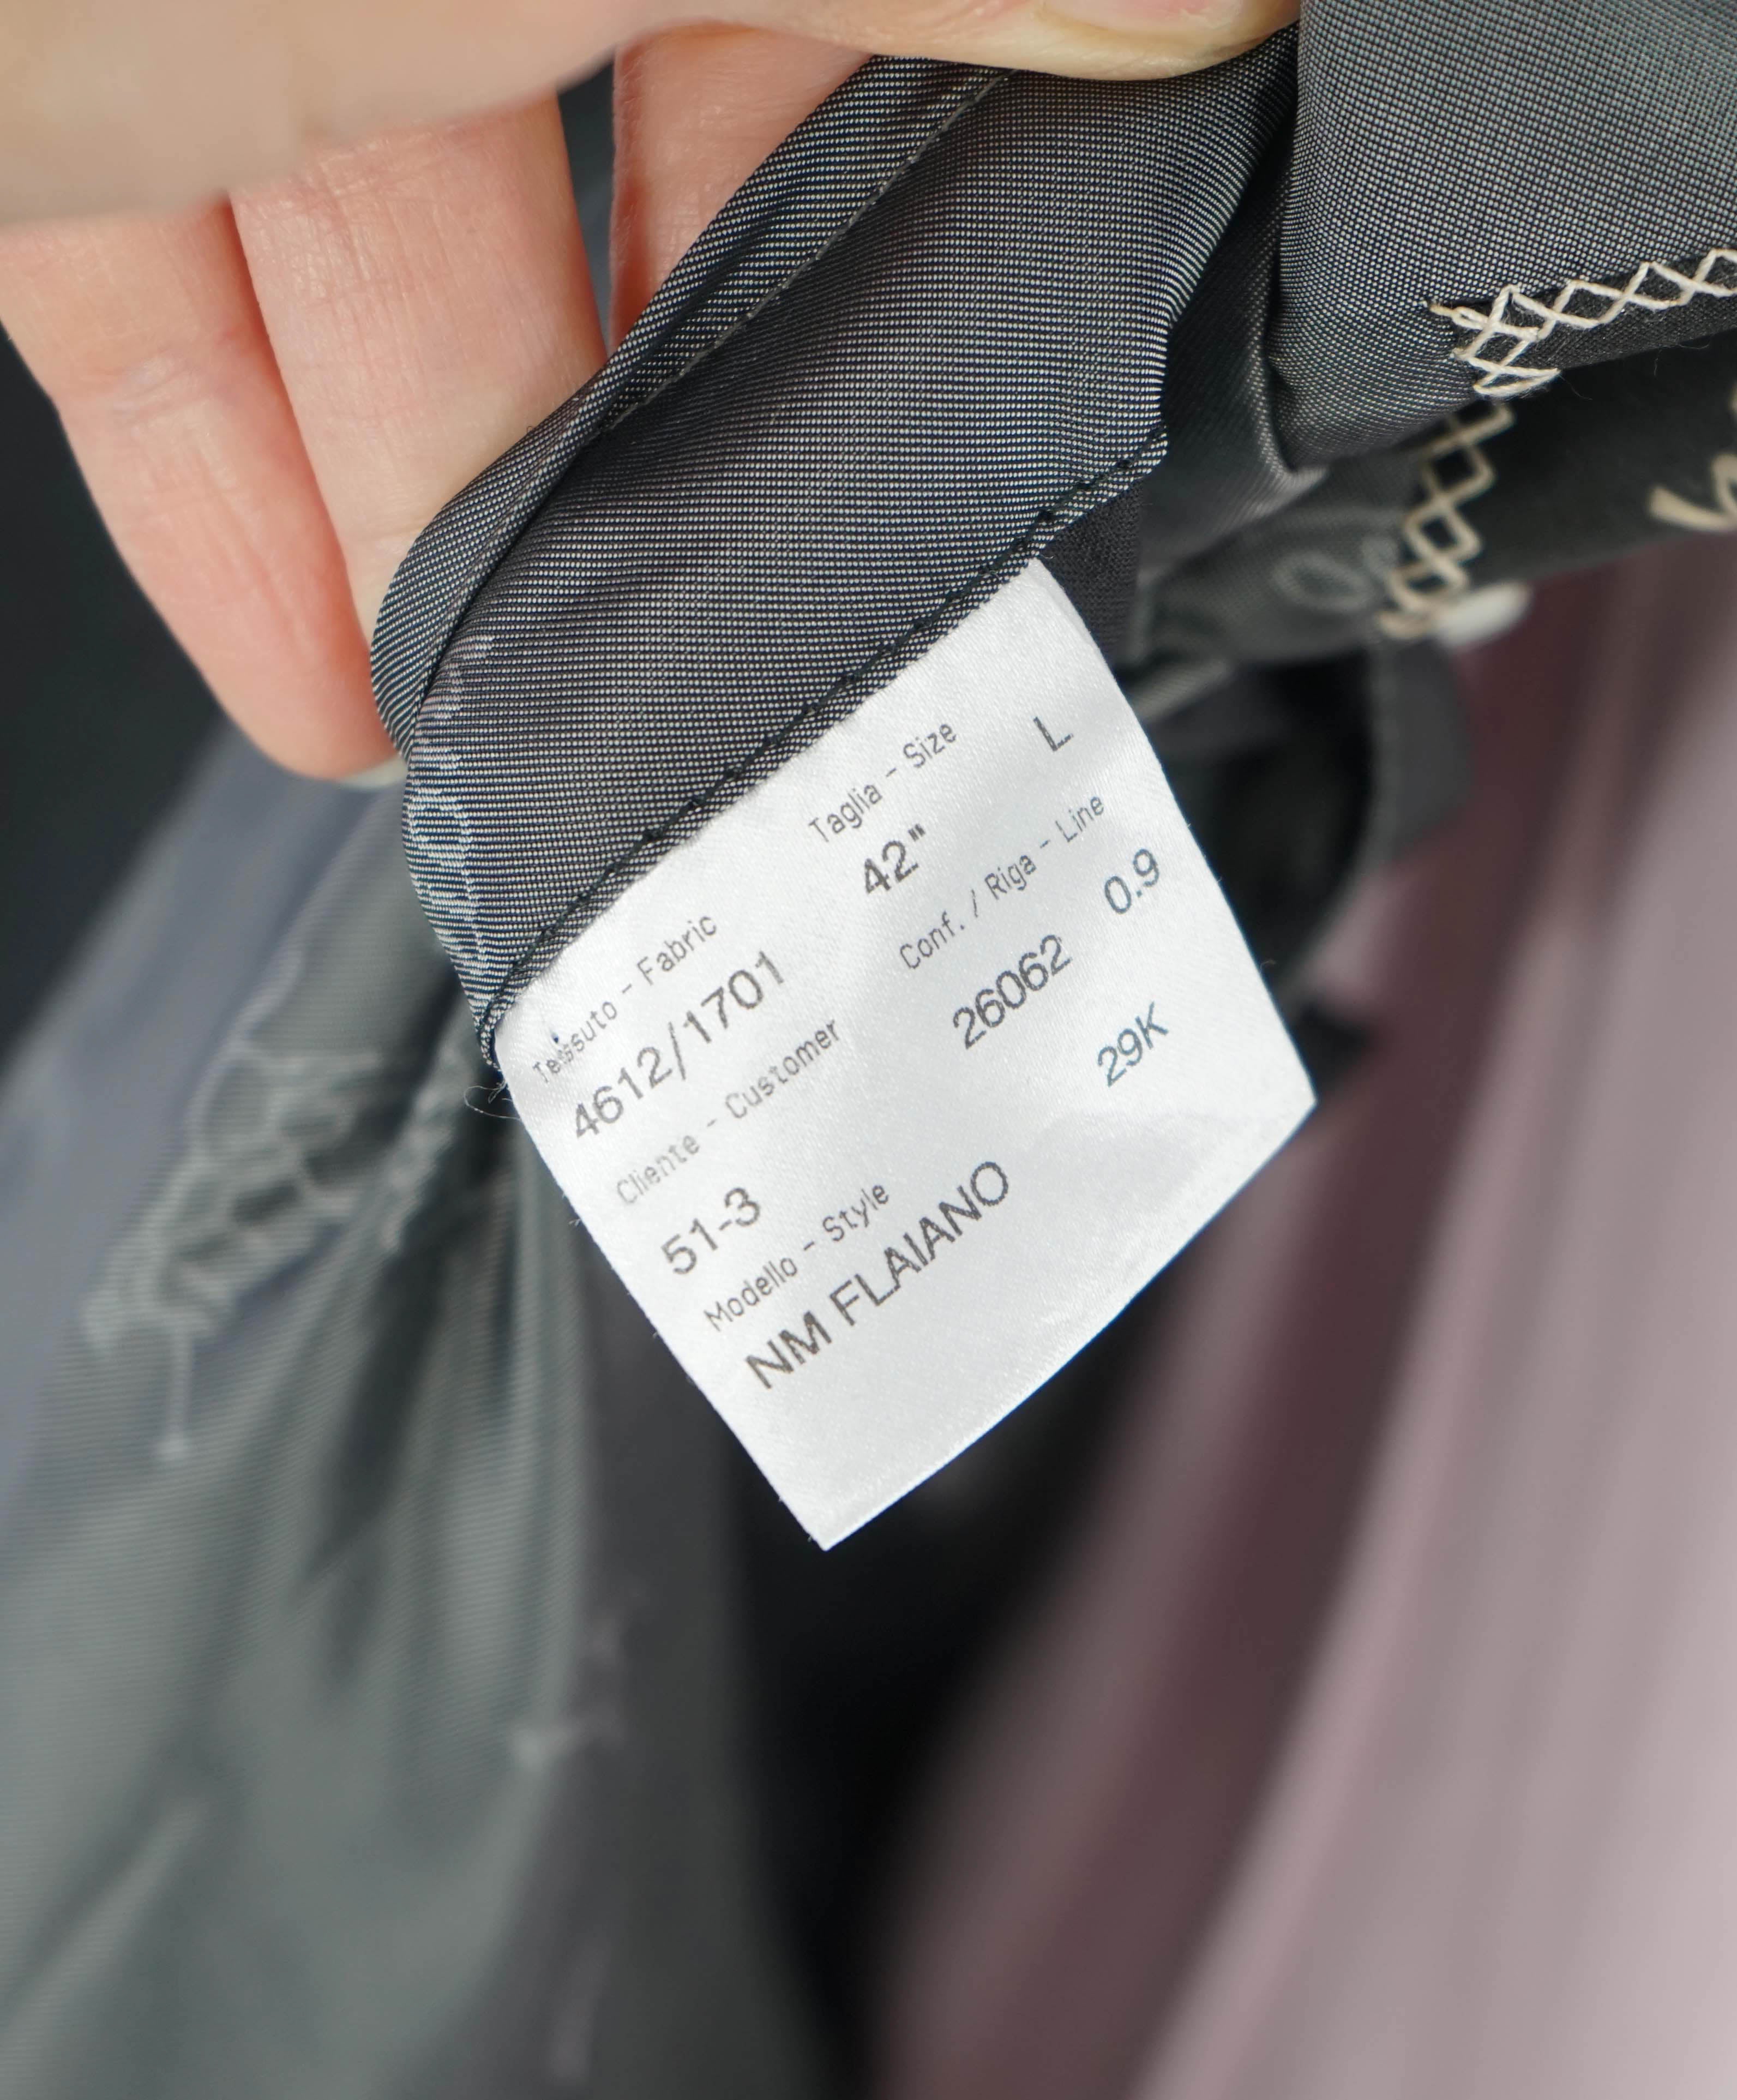 Tessuto - Fabric Taglia - Size
4612/1701 42" L
Cliente - Customer Conf. / Riga - Line
51-3 26062 0.9
Modello - Style 29K
NM FLAIANO